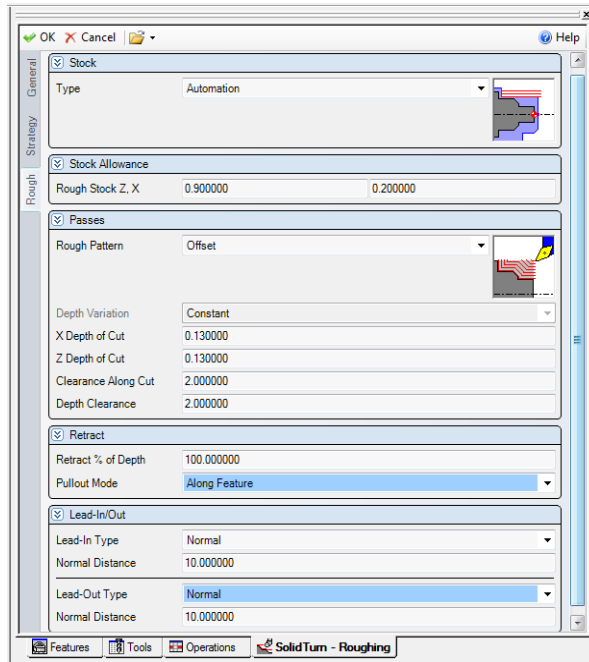 OK Cancel Help
General
Strategy
Rough
Stock
Type Automation
Stock Allowance
Rough Stock Z, X 0.900000 0.200000
Passes
Rough Pattern Offset
Depth Variation Constant
X Depth of Cut 0.130000
Z Depth of Cut 0.130000
Clearance Along Cut 2.000000
Depth Clearance 2.000000
Retract
Retract % of Depth 100.000000
Pullout Mode Along Feature
Lead-In/Out
Lead-In Type Normal
Normal Distance 10.000000
Lead-Out Type Normal
Normal Distance 10.000000
Features Tools Operations SolidTurn - Roughing